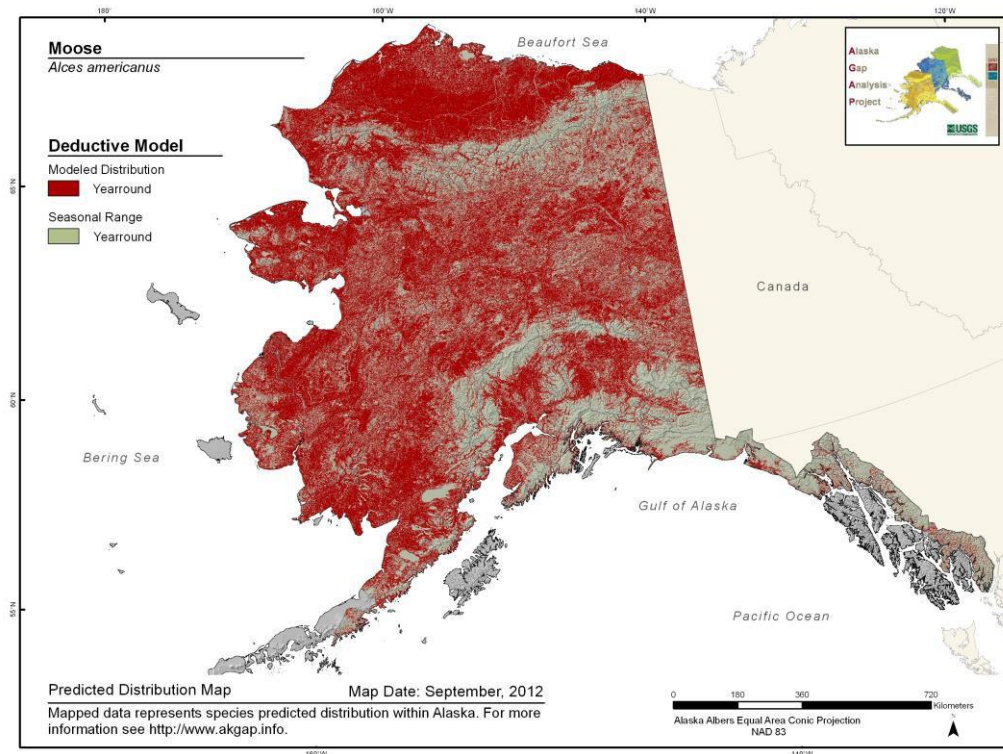 180°
160°W
140°W
120°W
Moose
Alces americanus
Beaufort Sea
Alaska
Gap
Analysis
Project
USGS
Deductive Model
Modeled Distribution
Yearround
Seasonal Range
Yearround
65°N
Canada
60°N
Bering Sea
Gulf of Alaska
55°N
Pacific Ocean
Predicted Distribution Map Map Date: September, 2012
Mapped data represents species predicted distribution within Alaska. For more
information see http://www.akgap.info.
0 180 360 720
Kilometers
Alaska Albers Equal Area Conic Projection
NAD 83
N
160°W
140°W